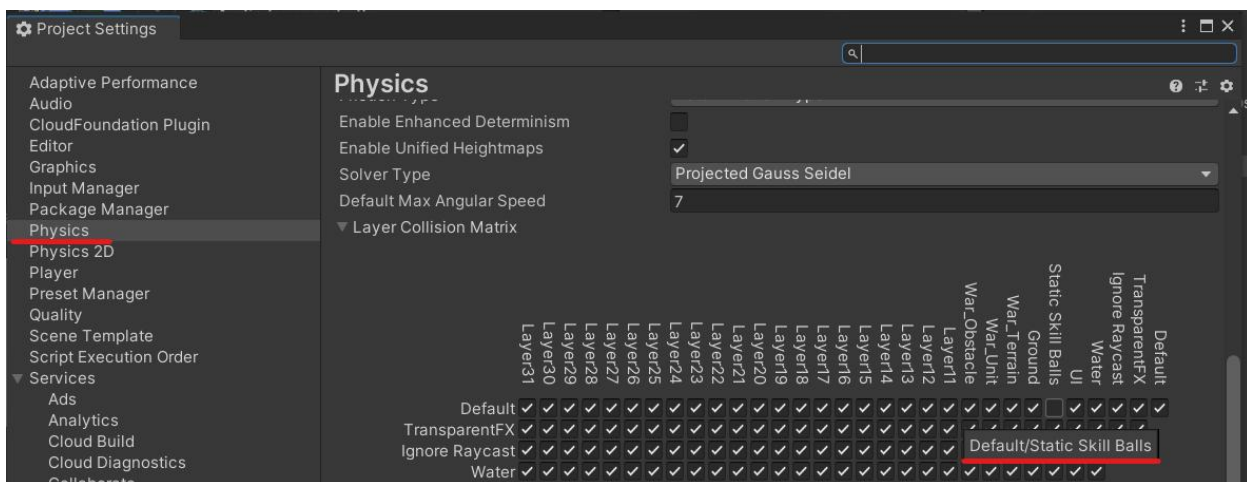 Project Settings
Adaptive Performance
Audio
CloudFoundation Plugin
Editor
Graphics
Input Manager
Package Manager
Physics
Physics 2D
Player
Preset Manager
Quality
Scene Template
Script Execution Order
Services
Ads
Analytics
Cloud Build
Cloud Diagnostics
Physics
Enable Enhanced Determinism
Enable Unified Heightmaps
Solver Type
Projected Gauss Seidel
Default Max Angular Speed
7
Layer Collision Matrix
Layer31
Layer30
Layer29
Layer28
Layer27
Layer26
Layer25
Layer24
Layer23
Layer22
Layer21
Layer20
Layer19
Layer18
Layer17
Layer16
Layer15
Layer14
Layer13
Layer12
Layer11
War_Obstacle
War_Unit
War_Terrain
Ground
Static Skill Balls
UI
Water
Ignore Raycast
TransparentFX
Default
Default
TransparentFX
Ignore Raycast
Water
Default/Static Skill Balls